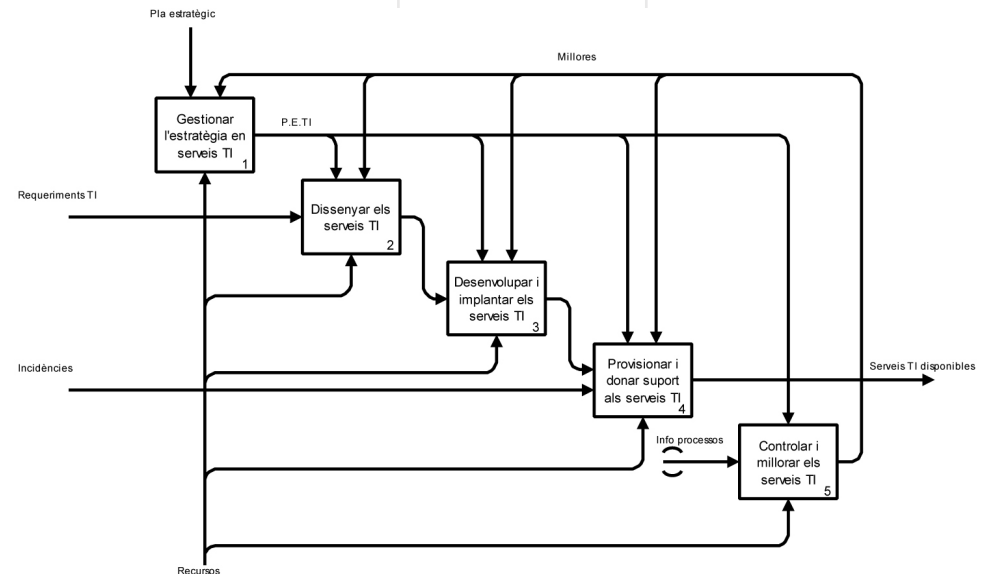 Pla estratègic
Millores
Gestionar
l'estratègia en
serveis TI
1
P.E.TI
Requeriments TI
Dissenyar els
serveis TI
2
Desenvolupar i
implantar els
serveis TI
3
Incidències
Provisionar i
donar suport
als serveis TI
4
Serveis TI disponibles
Info processos
Controlar i
millorar els
serveis TI
5
Recursos